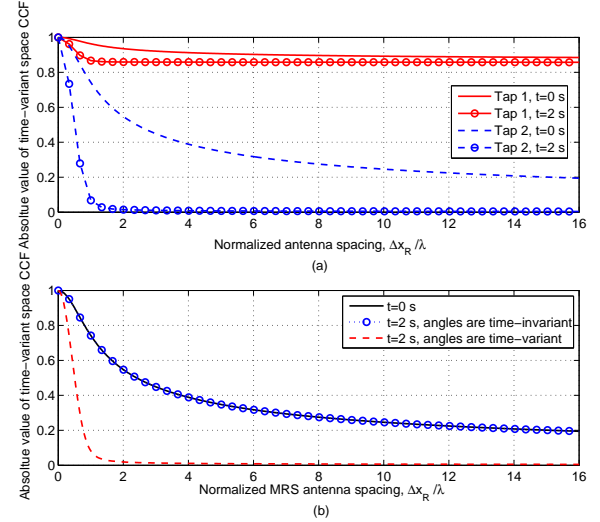 Absoltue value of time-variant space CCF
1
0.8
0.6
0.4
0.2
0
0 2 4 6 8 10 12 14 16
Tap 1, t=0 s
Tap 1, t=2 s
Tap 2, t=0 s
Tap 2, t=2 s
Normalized antenna spacing, Δx_R/λ
(a)
Absoltue value of time-variant space CCF
1
0.8
0.6
0.4
0.2
0
0 2 4 6 8 10 12 14 16
t=0 s
t=2 s, angles are time-invariant
t=2 s, angles are time-variant
Normalized MRS antenna spacing, Δx_R/λ
(b)